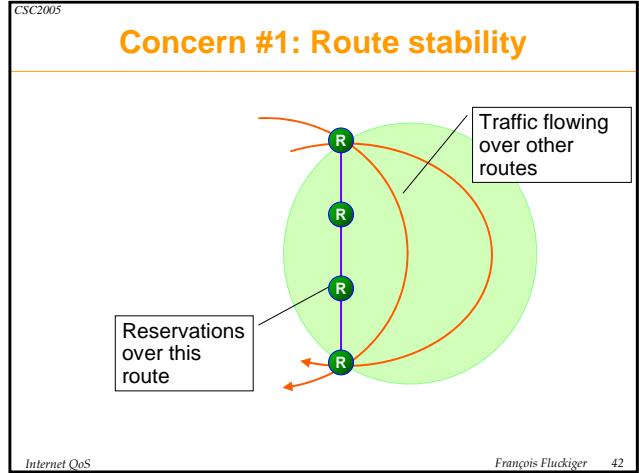 CSC2005
Concern #1: Route stability
R
Traffic flowing
over other
routes
R
R
Reservations
over this
route
R
Internet QoS
François Fluckiger 42